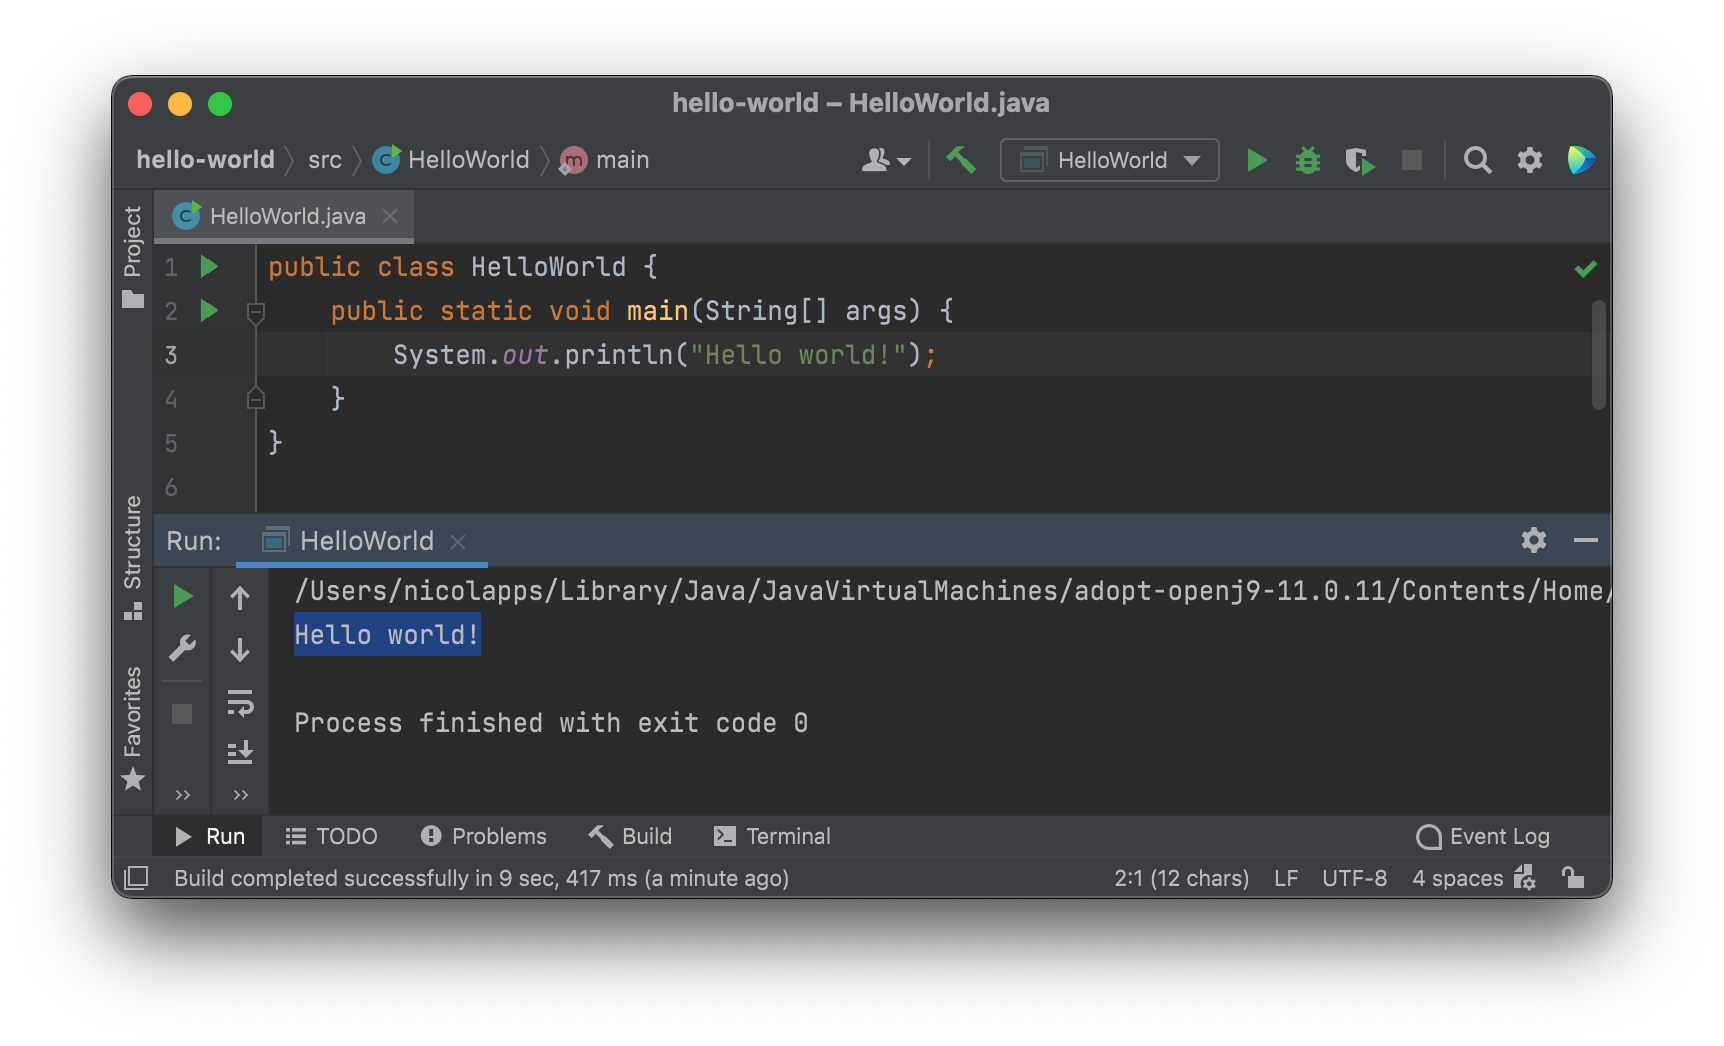 hello-world – HelloWorld.java
hello-world src HelloWorld main HelloWorld
Project
HelloWorld.java
1 public class HelloWorld {
2     public static void main(String[] args) {
3         System.out.println("Hello world!");
4     }
5 }
6
Structure
Favorites
Run: HelloWorld
/Users/nicolapps/Library/Java/JavaVirtualMachines/adopt-openj9-11.0.11/Contents/Home/
Hello world!
Process finished with exit code 0
Run TODO Problems Build Terminal Event Log
Build completed successfully in 9 sec, 417 ms (a minute ago) 2:1 (12 chars) LF UTF-8 4 spaces